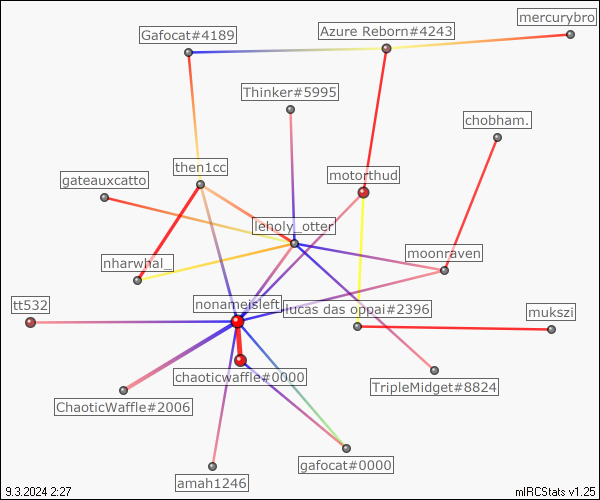 mercurybro
Gafocat#4189
Azure Reborn#4243
Thinker#5995
chobham.
then1cc
motorthud
gateauxcatto
leholy_otter
moonraven
nharwhal_
tt532
nonameisleft
lucas das oppai#2396
mukszi
chaoticwaffle#0000
TripleMidget#8824
ChaoticWaffle#2006
gafocat#0000
amah1246
9.3.2024 2:27
mIRCStats v1.25